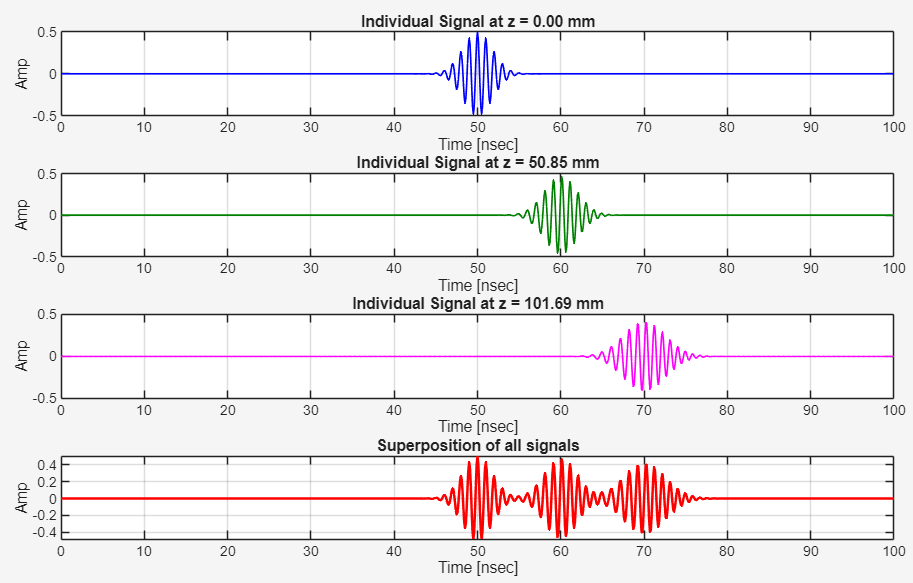 Individual Signal at z = 0.00 mm
0.5
0
-0.5
Amp
0 10 20 30 40 50 60 70 80 90 100
Time [nsec]
Individual Signal at z = 50.85 mm
0.5
0
-0.5
Amp
0 10 20 30 40 50 60 70 80 90 100
Time [nsec]
Individual Signal at z = 101.69 mm
0.5
0
-0.5
Amp
0 10 20 30 40 50 60 70 80 90 100
Time [nsec]
Superposition of all signals
0.4
0.2
0
-0.2
-0.4
Amp
0 10 20 30 40 50 60 70 80 90 100
Time [nsec]